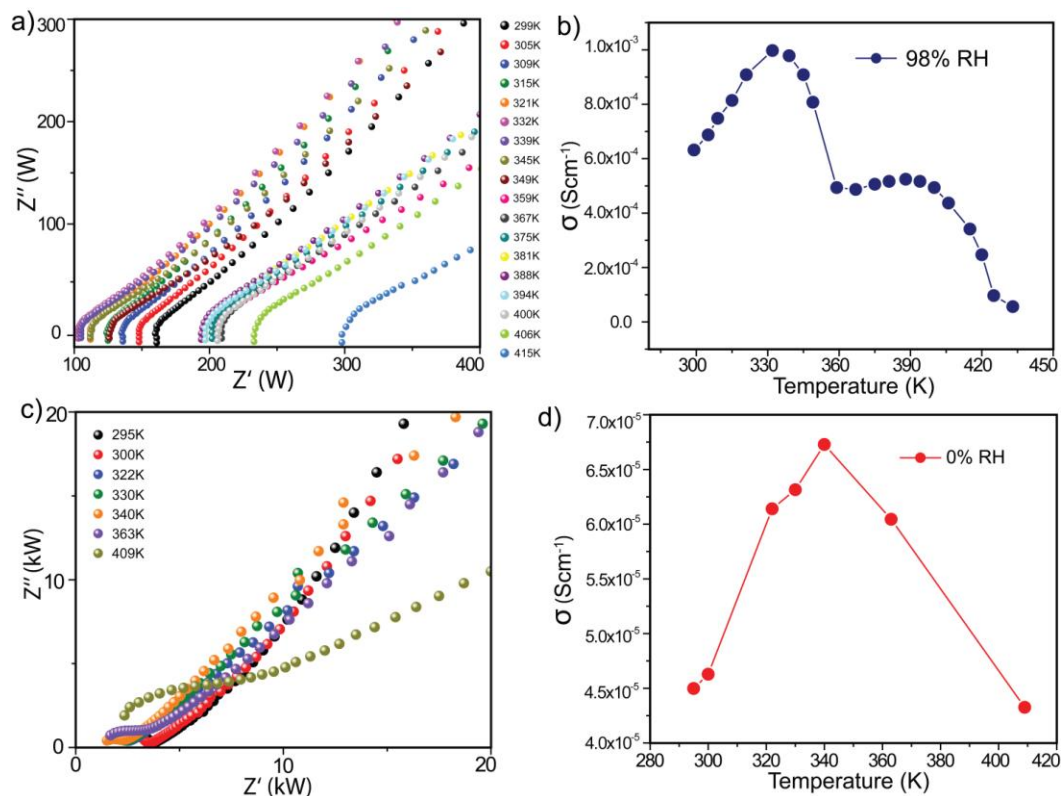 a)
300
200
100
0
Z″ (W)
100
200
300
400
Z′ (W)
299K
305K
309K
315K
321K
332K
339K
345K
349K
359K
367K
375K
381K
388K
394K
400K
406K
415K
b)
1.0x10⁻³
8.0x10⁻⁴
6.0x10⁻⁴
4.0x10⁻⁴
2.0x10⁻⁴
0.0
σ (Scm⁻¹)
98% RH
300
330
360
390
420
450
Temperature (K)
c)
20
10
0
Z″ (kW)
295K
300K
322K
330K
340K
363K
409K
0
5
10
15
20
Z′ (kW)
d)
7.0x10⁻⁵
6.5x10⁻⁵
6.0x10⁻⁵
5.5x10⁻⁵
5.0x10⁻⁵
4.5x10⁻⁵
4.0x10⁻⁵
σ (Scm⁻¹)
0% RH
280
300
320
340
360
380
400
420
Temperature (K)